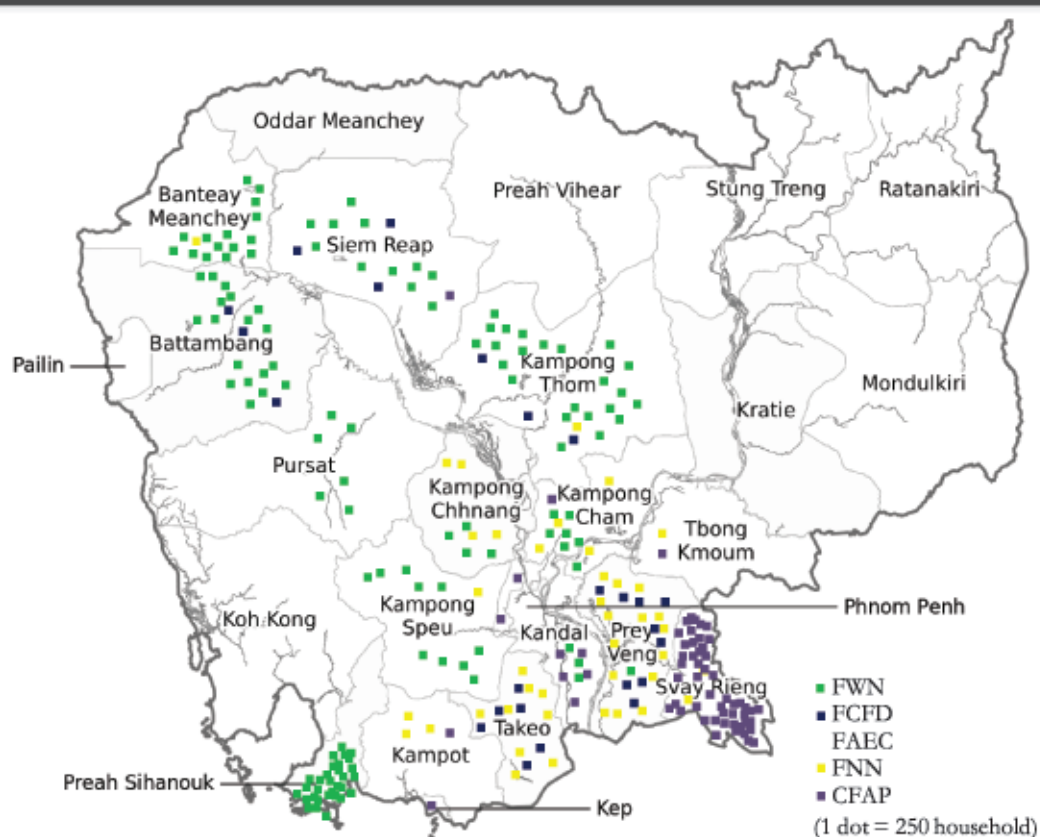 Oddar Meanchey
Banteay
Meanchey
Preah Vihear
Stung Treng
Ratanakiri
Siem Reap
Battambang
Pailin
Kampong
Thom
Mondulkiri
Kratie
Pursat
Kampong
Chhnang
Kampong
Cham
Tbong
Kmoum
Koh Kong
Kampong
Speu
Phnom Penh
Kandal
Prey
Veng
Svay Rieng
Takeo
Kampot
Preah Sihanouk
Kep
FWN
FCFD
FAEC
FNN
CFAP
(1 dot = 250 household)